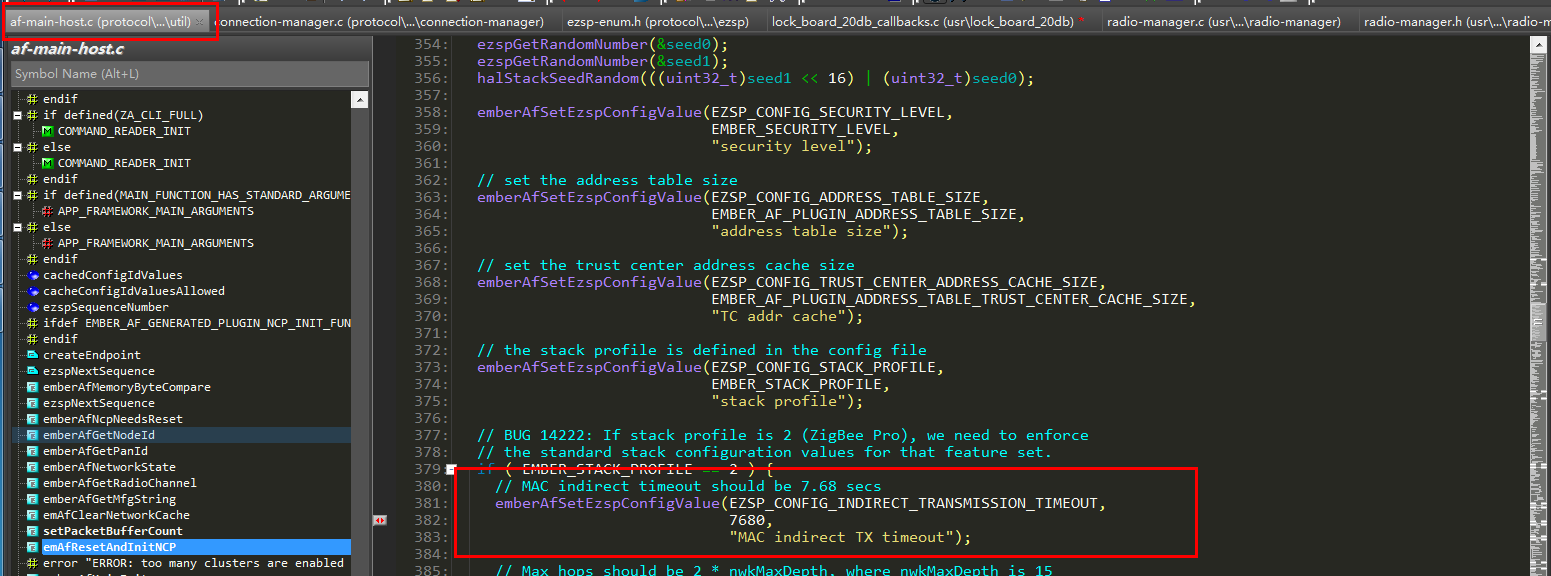 af-main-host.c (protocol\...\util)
connection-manager.c (protocol\...\connection-manager)
ezsp-enum.h (protocol\...\ezsp)
lock_board_20db_callbacks.c (usr\lock_board_20db) *
radio-manager.c (usr\...\radio-manager)
radio-manager.h (usr\...\radio-m
af-main-host.c
Symbol Name (Alt+L)
# endif
# if defined(ZA_CLI_FULL)
M COMMAND_READER_INIT
# else
M COMMAND_READER_INIT
# endif
# if defined(MAIN_FUNCTION_HAS_STANDARD_ARGUME
# APP_FRAMEWORK_MAIN_ARGUMENTS
# else
# APP_FRAMEWORK_MAIN_ARGUMENTS
# endif
cachedConfigIdValues
cacheConfigIdValuesAllowed
ezspSequenceNumber
# ifdef EMBER_AF_GENERATED_PLUGIN_NCP_INIT_FUN
# endif
createEndpoint
ezspNextSequence
emberAfMemoryByteCompare
ezspNextSequence
emberAfNcpNeedsReset
emberAfGetNodeId
emberAfGetPanId
emberAfNetworkState
emberAfGetRadioChannel
emberAfGetMfgString
emAfClearNetworkCache
setPacketBufferCount
emAfResetAndInitNCP
# error "ERROR: too many clusters are enabled
354: ezspGetRandomNumber(&seed0);
355: ezspGetRandomNumber(&seed1);
356: halStackSeedRandom(((uint32_t)seed1 << 16) | (uint32_t)seed0);
357:
358: emberAfSetEzspConfigValue(EZSP_CONFIG_SECURITY_LEVEL,
359: EMBER_SECURITY_LEVEL,
360: "security level");
361:
362: // set the address table size
363: emberAfSetEzspConfigValue(EZSP_CONFIG_ADDRESS_TABLE_SIZE,
364: EMBER_AF_PLUGIN_ADDRESS_TABLE_SIZE,
365: "address table size");
366:
367: // set the trust center address cache size
368: emberAfSetEzspConfigValue(EZSP_CONFIG_TRUST_CENTER_ADDRESS_CACHE_SIZE,
369: EMBER_AF_PLUGIN_ADDRESS_TABLE_TRUST_CENTER_CACHE_SIZE,
370: "TC addr cache");
371:
372: // the stack profile is defined in the config file
373: emberAfSetEzspConfigValue(EZSP_CONFIG_STACK_PROFILE,
374: EMBER_STACK_PROFILE,
375: "stack profile");
376:
377: // BUG 14222: If stack profile is 2 (ZigBee Pro), we need to enforce
378: // the standard stack configuration values for that feature set.
379: if ( EMBER_STACK_PROFILE == 2 ) {
380: // MAC indirect timeout should be 7.68 secs
381: emberAfSetEzspConfigValue(EZSP_CONFIG_INDIRECT_TRANSMISSION_TIMEOUT,
382: 7680,
383: "MAC indirect TX timeout");
384:
385: // Max hops should be 2 * nwkMaxDepth, where nwkMaxDepth is 15